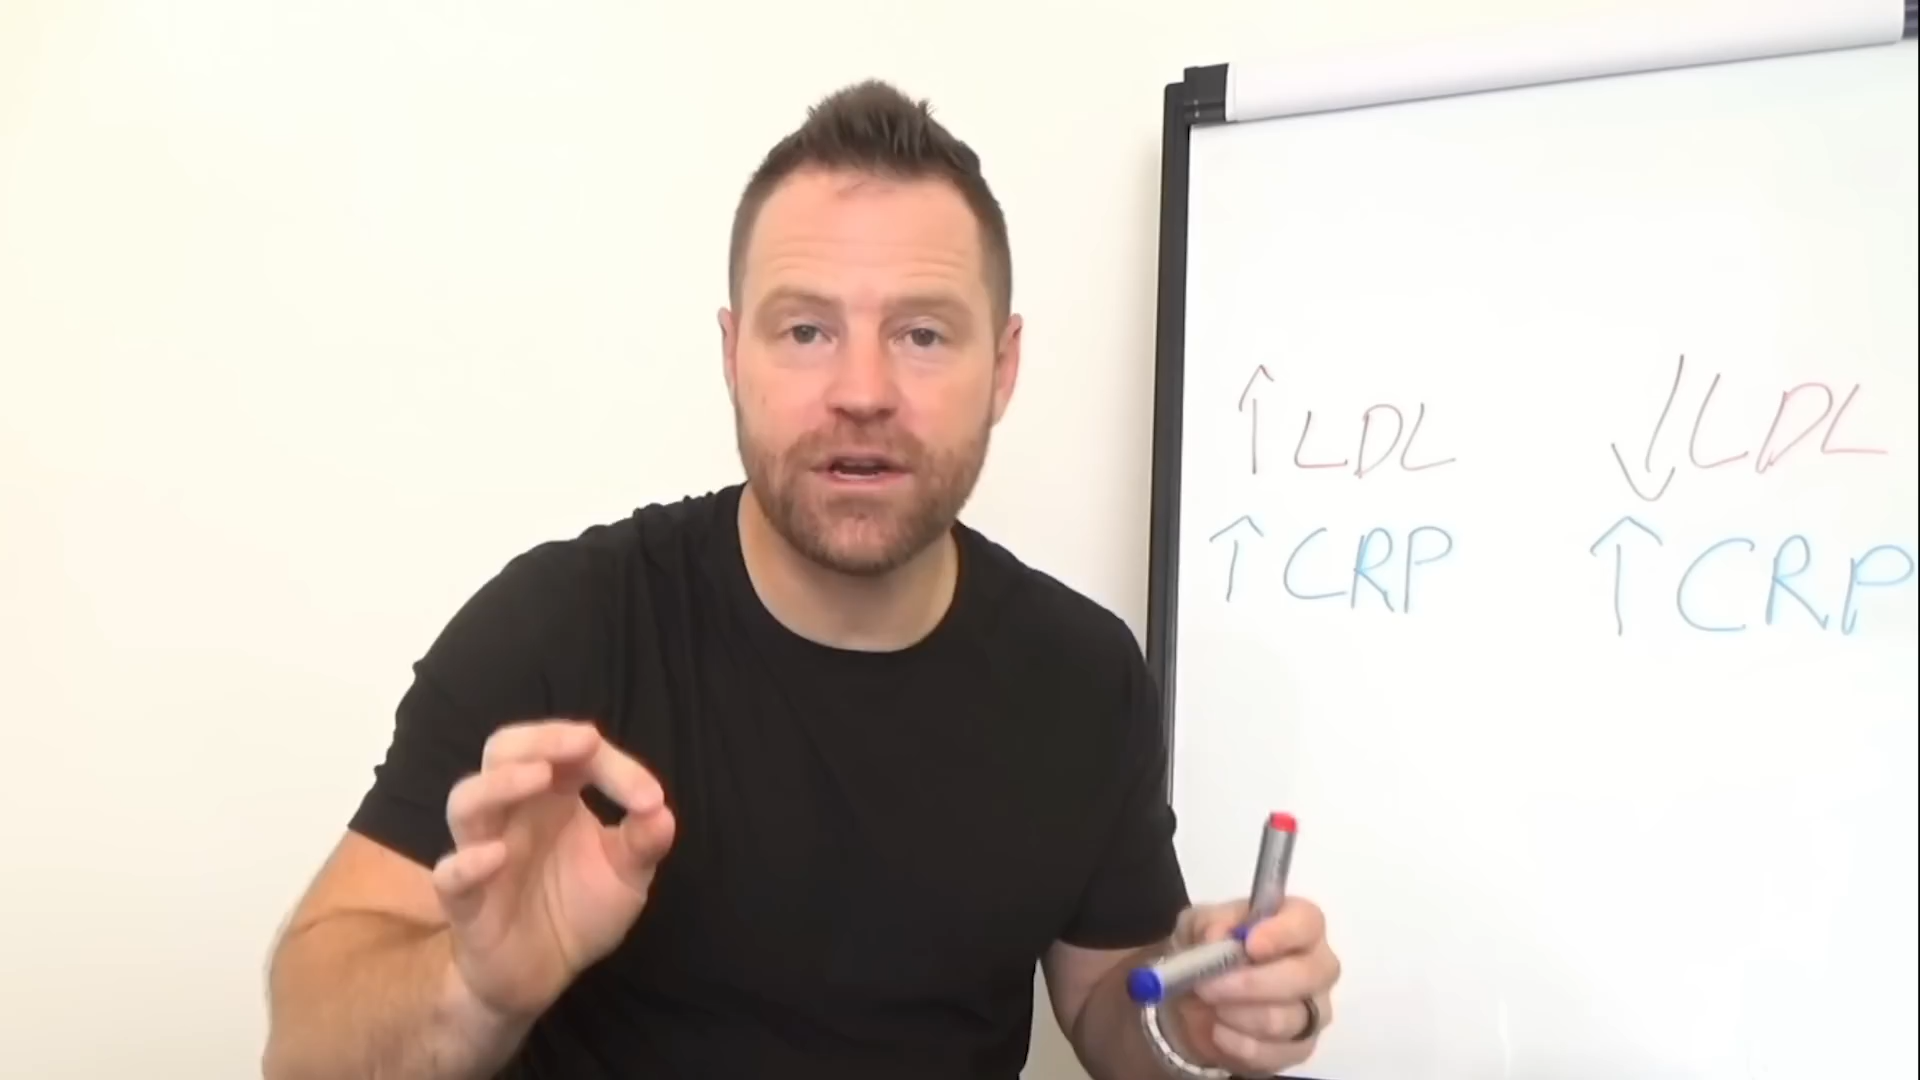 ↑LDL ↓LDL
↑CRP ↑CRP